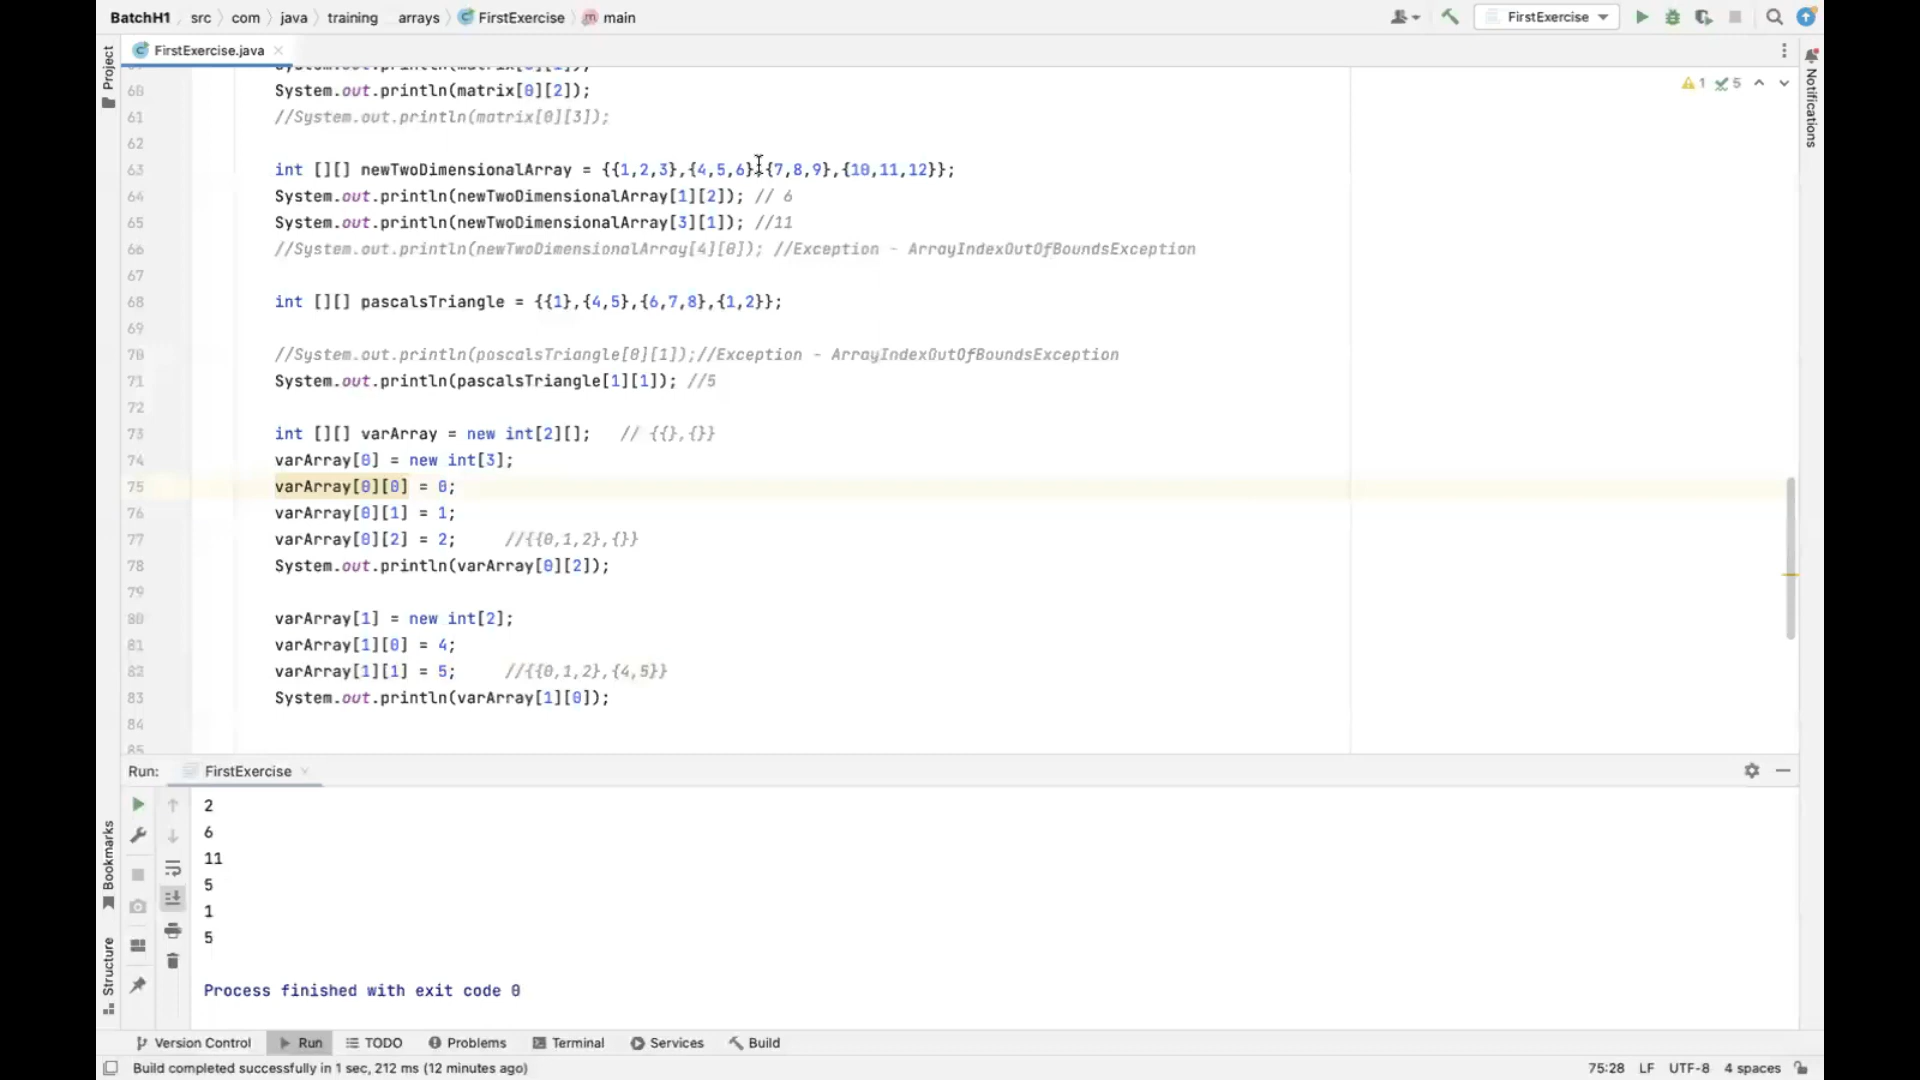 BatchH1 src com java training arrays FirstExercise main FirstExercise
Project
FirstExercise.java
Notifications
1 5
60 System.out.println(matrix[0][2]);
61 //System.out.println(matrix[0][3]);
62
63 int [][] newTwoDimensionalArray = {{1,2,3},{4,5,6},{7,8,9},{10,11,12}};
64 System.out.println(newTwoDimensionalArray[1][2]); // 6
65 System.out.println(newTwoDimensionalArray[3][1]); //11
66 //System.out.println(newTwoDimensionalArray[4][0]); //Exception - ArrayIndexOutOfBoundsException
67
68 int [][] pascalsTriangle = {{1},{4,5},{6,7,8},{1,2}};
69
70 //System.out.println(pascalsTriangle[0][1]);//Exception - ArrayIndexOutOfBoundsException
71 System.out.println(pascalsTriangle[1][1]); //5
72
73 int [][] varArray = new int[2][]; // {{},{}}
74 varArray[0] = new int[3];
75 varArray[0][0] = 0;
76 varArray[0][1] = 1;
77 varArray[0][2] = 2; //{{0,1,2},{}}
78 System.out.println(varArray[0][2]);
79
80 varArray[1] = new int[2];
81 varArray[1][0] = 4;
82 varArray[1][1] = 5; //{{0,1,2},{4,5}}
83 System.out.println(varArray[1][0]);
84
85
Run: FirstExercise
2
6
11
5
1
5
Process finished with exit code 0
Bookmarks
Structure
Version Control Run TODO Problems Terminal Services Build
Build completed successfully in 1 sec, 212 ms (12 minutes ago) 75:28 LF UTF-8 4 spaces